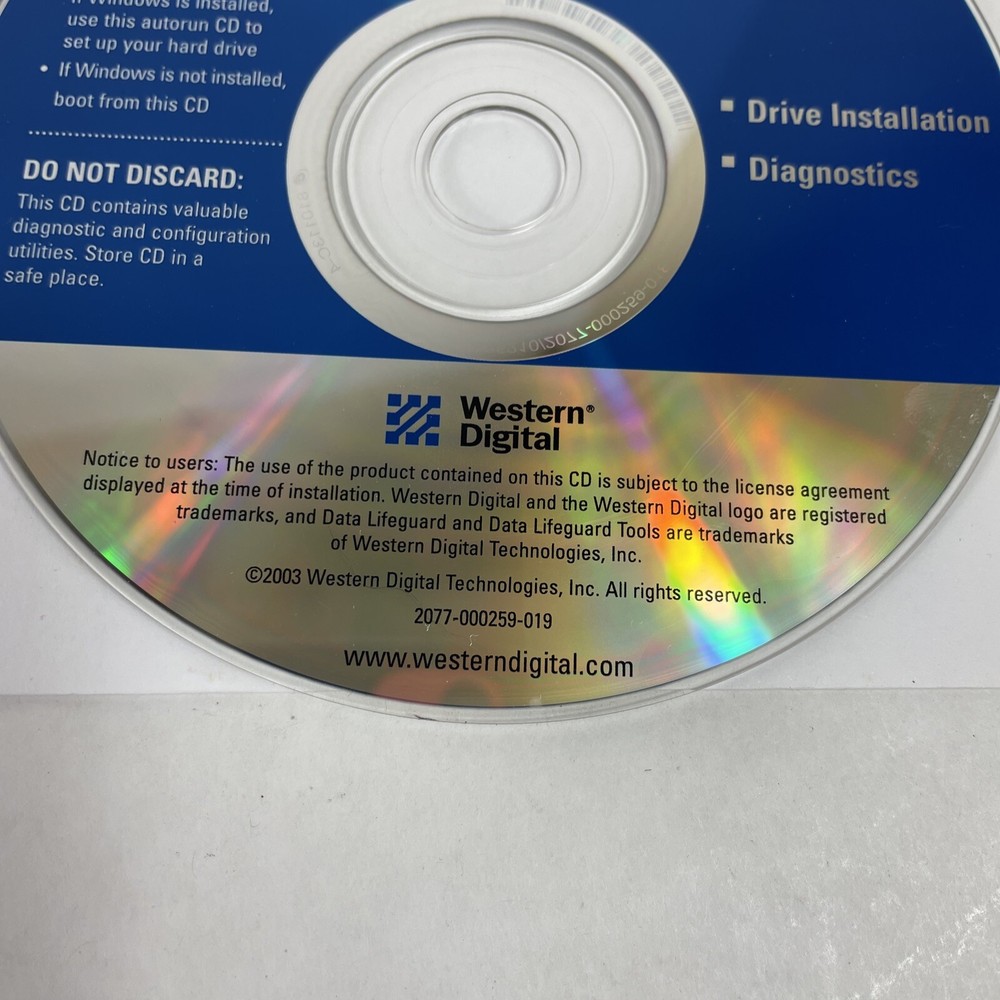 If Windows is installed,
use this autorun CD to
set up your hard drive
• If Windows is not installed,
boot from this CD
DO NOT DISCARD:
This CD contains valuable
diagnostic and configuration
utilities. Store CD in a
safe place.
▪ Drive Installation
▪ Diagnostics
Western®
Digital
Notice to users: The use of the product contained on this CD is subject to the license agreement
displayed at the time of installation. Western Digital and the Western Digital logo are registered
trademarks, and Data Lifeguard and Data Lifeguard Tools are trademarks
of Western Digital Technologies, Inc.
©2003 Western Digital Technologies, Inc. All rights reserved.
2077-000259-019
www.westerndigital.com